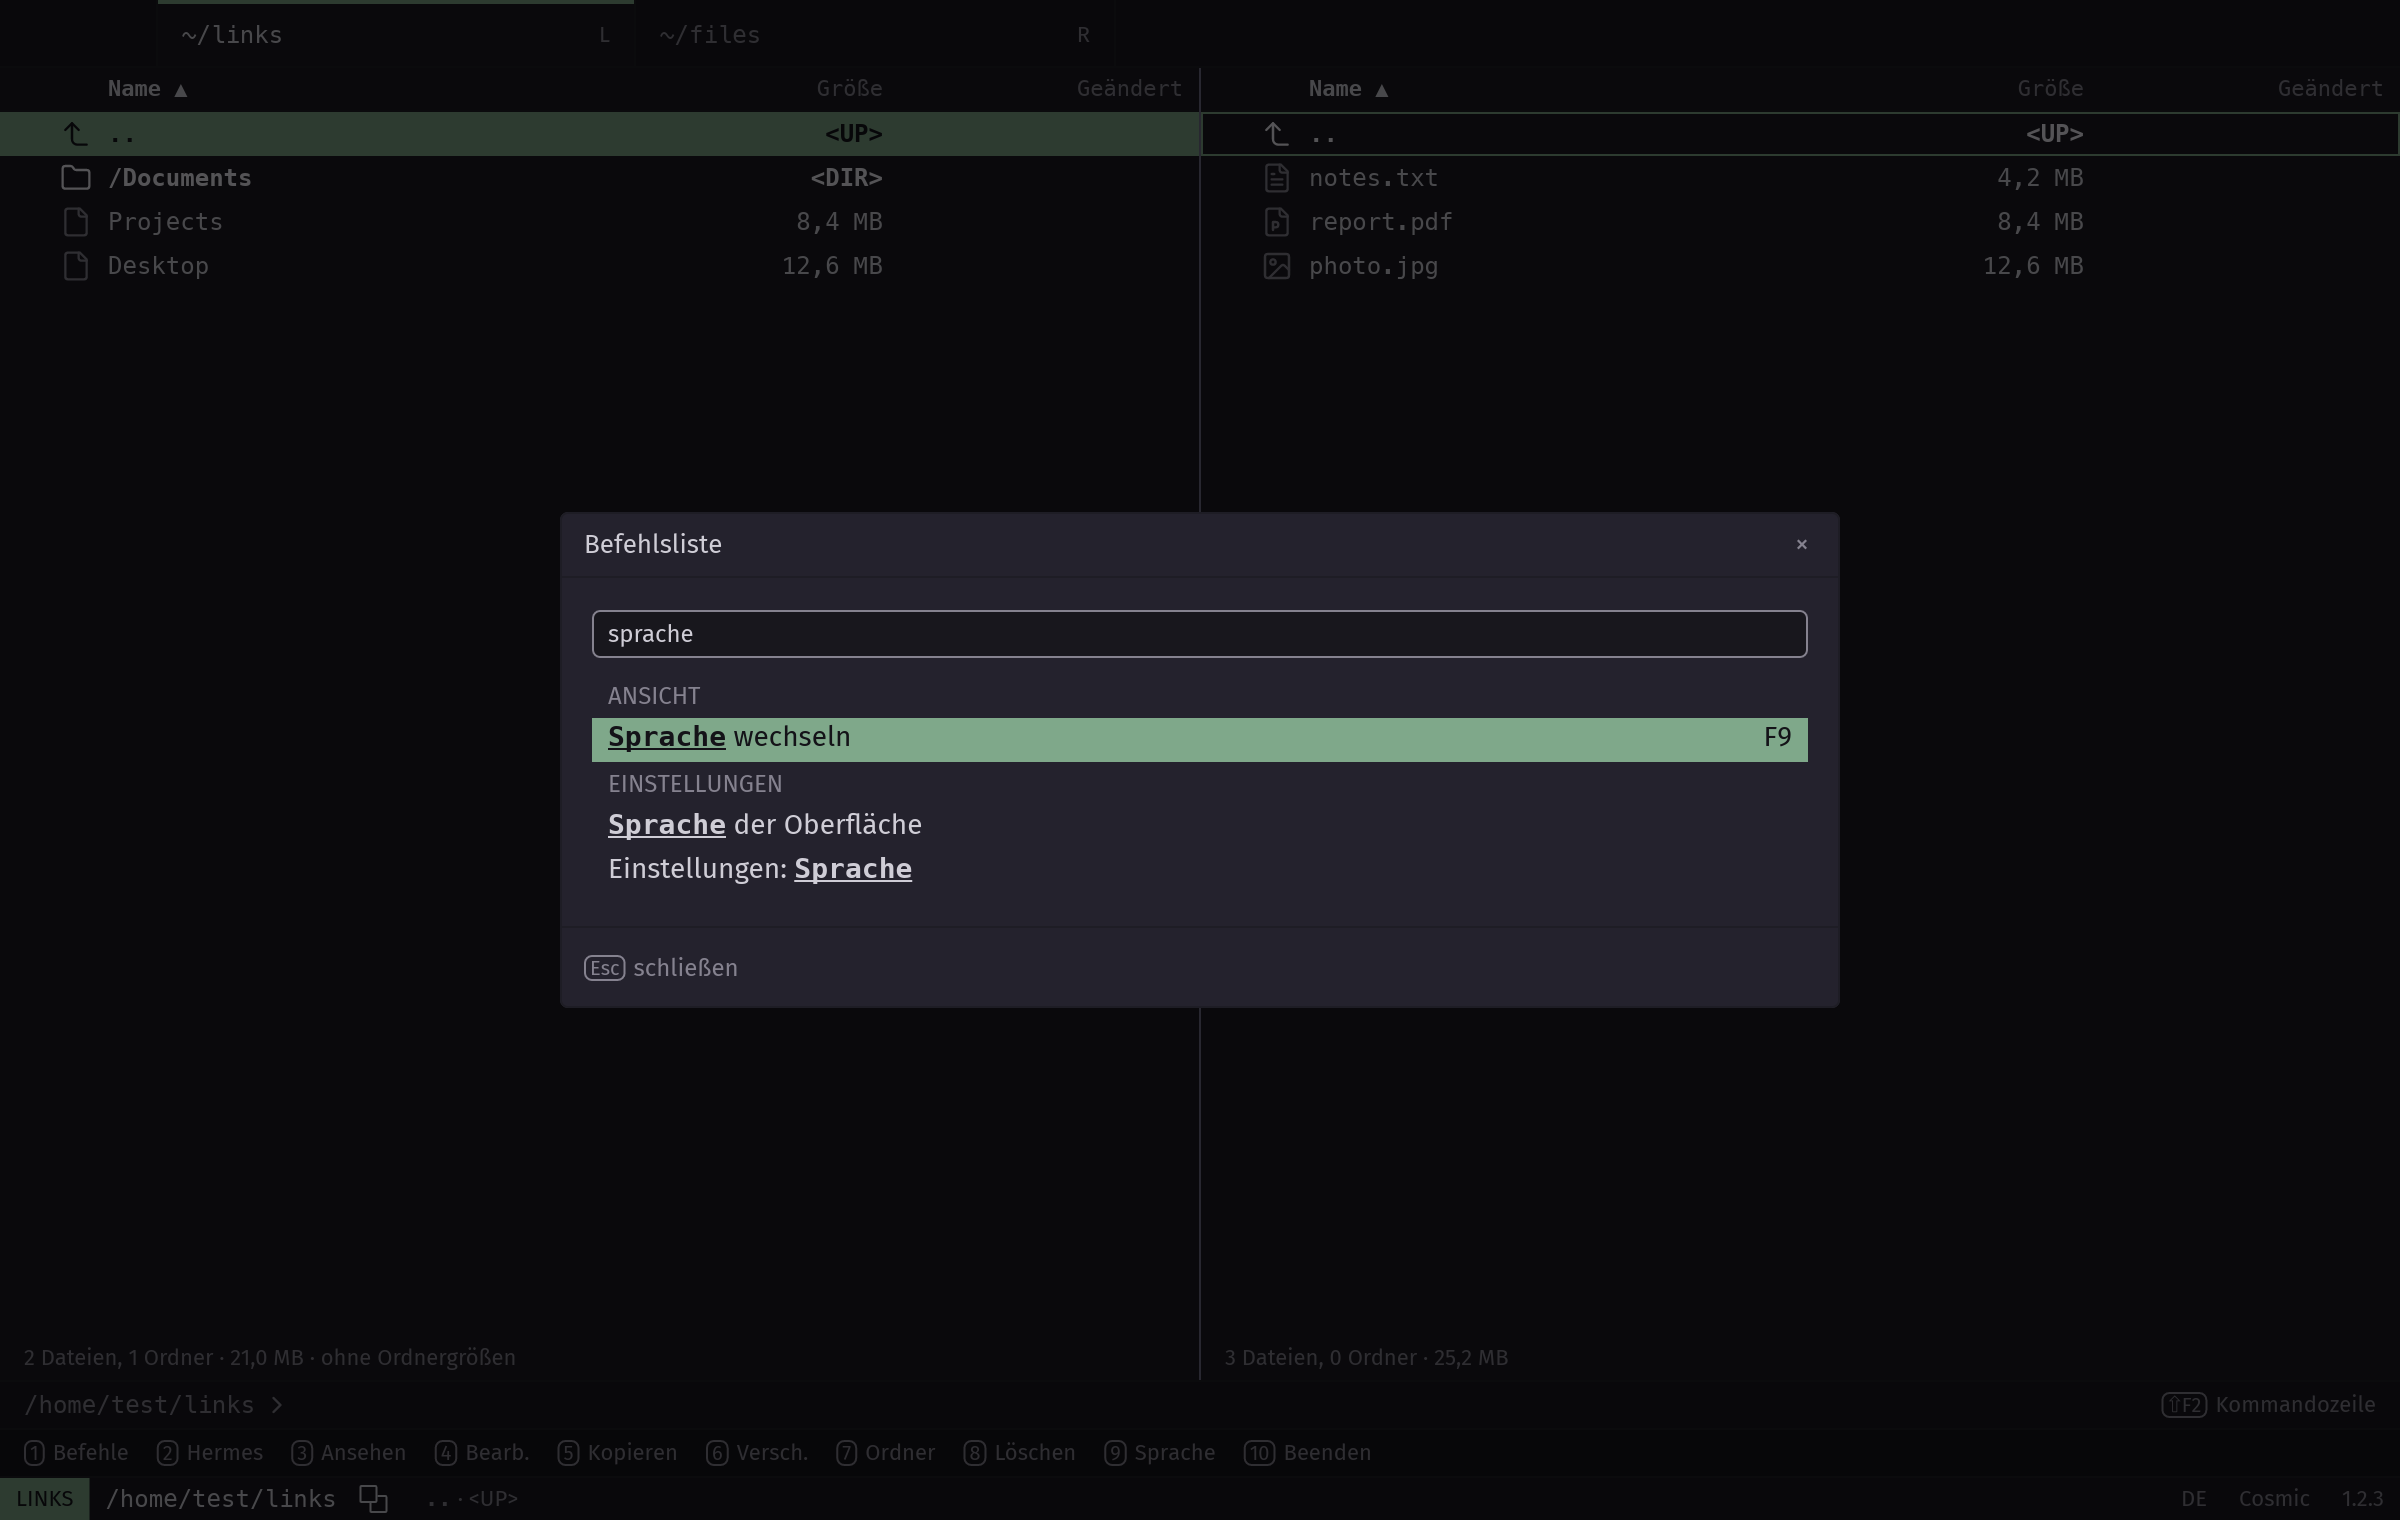 ~/links L ~/files R
Name ▲ Größe Geändert Name ▲ Größe Geändert
.. <UP> .. <UP>
/Documents <DIR> notes.txt 4,2 MB
Projects 8,4 MB report.pdf 8,4 MB
Desktop 12,6 MB photo.jpg 12,6 MB
Befehlsliste ×
sprache
ANSICHT
Sprache wechseln F9
EINSTELLUNGEN
Sprache der Oberfläche
Einstellungen: Sprache
Esc schließen
2 Dateien, 1 Ordner · 21,0 MB · ohne Ordnergrößen 3 Dateien, 0 Ordner · 25,2 MB
/home/test/links > ⇧F2 Kommandozeile
1 Befehle 2 Hermes 3 Ansehen 4 Bearb. 5 Kopieren 6 Versch. 7 Ordner 8 Löschen 9 Sprache 10 Beenden
LINKS /home/test/links .. · <UP> DE Cosmic 1.2.3